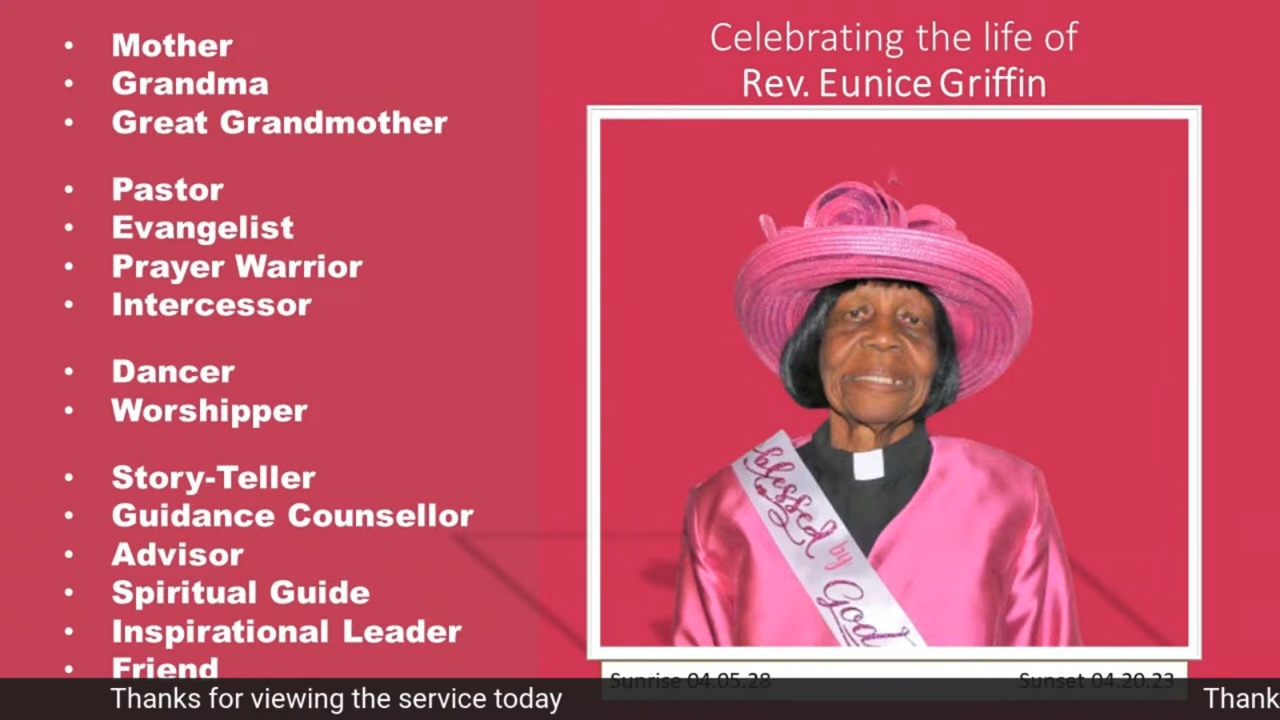 • Mother
• Grandma
• Great Grandmother
• Pastor
• Evangelist
• Prayer Warrior
• Intercessor
• Dancer
• Worshipper
• Story-Teller
• Guidance Counsellor
• Advisor
• Spiritual Guide
• Inspirational Leader
• Friend
Celebrating the life of
Rev. Eunice Griffin
blessed by God
Sunrise 04.05.28 Sunset 04.20.23
Thanks for viewing the service today Thank